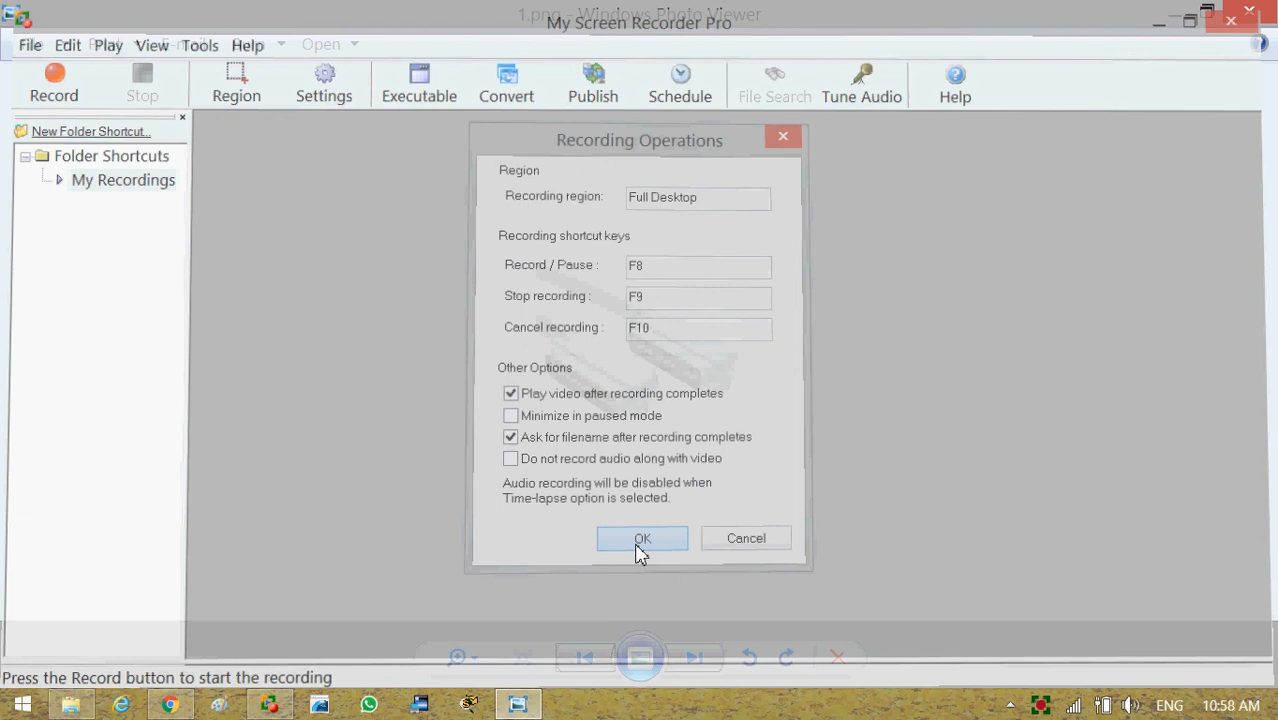 1.png - Windows Photo Viewer
My Screen Recorder Pro
File Edit Play View Tools Help Open
Record Stop Region Settings Executable Convert Publish Schedule File Search Tune Audio Help
New Folder Shortcut..
Folder Shortcuts
My Recordings
Recording Operations
Region
Recording region: Full Desktop
Recording shortcut keys
Record / Pause : F8
Stop recording : F9
Cancel recording : F10
Other Options
Play video after recording completes
Minimize in paused mode
Ask for filename after recording completes
Do not record audio along with video
Audio recording will be disabled when
Time-lapse option is selected.
OK Cancel
Press the Record button to start the recording
ENG 10:58 AM